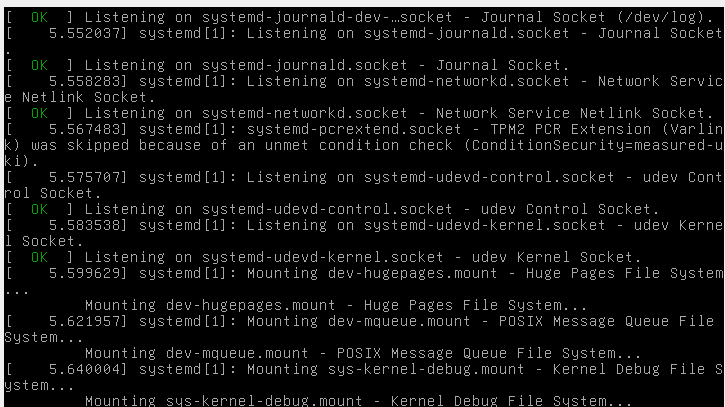 [  OK  ] Listening on systemd-journald-dev-…socket - Journal Socket (/dev/log).
[    5.552037] systemd[1]: Listening on systemd-journald.socket - Journal Socket
.
[  OK  ] Listening on systemd-journald.socket - Journal Socket.
[    5.558283] systemd[1]: Listening on systemd-networkd.socket - Network Servic
e Netlink Socket.
[  OK  ] Listening on systemd-networkd.socket - Network Service Netlink Socket.
[    5.567483] systemd[1]: systemd-pcrextend.socket - TPM2 PCR Extension (Varlin
k) was skipped because of an unmet condition check (ConditionSecurity=measured-u
ki).
[    5.575707] systemd[1]: Listening on systemd-udevd-control.socket - udev Cont
rol Socket.
[  OK  ] Listening on systemd-udevd-control.socket - udev Control Socket.
[    5.583538] systemd[1]: Listening on systemd-udevd-kernel.socket - udev Kerne
l Socket.
[  OK  ] Listening on systemd-udevd-kernel.socket - udev Kernel Socket.
[    5.599629] systemd[1]: Mounting dev-hugepages.mount - Huge Pages File System
...
         Mounting dev-hugepages.mount - Huge Pages File System...
[    5.621957] systemd[1]: Mounting dev-mqueue.mount - POSIX Message Queue File
System...
         Mounting dev-mqueue.mount - POSIX Message Queue File System...
[    5.640004] systemd[1]: Mounting sys-kernel-debug.mount - Kernel Debug File S
ystem...
         Mounting sys-kernel-debug.mount - Kernel Debug File System...